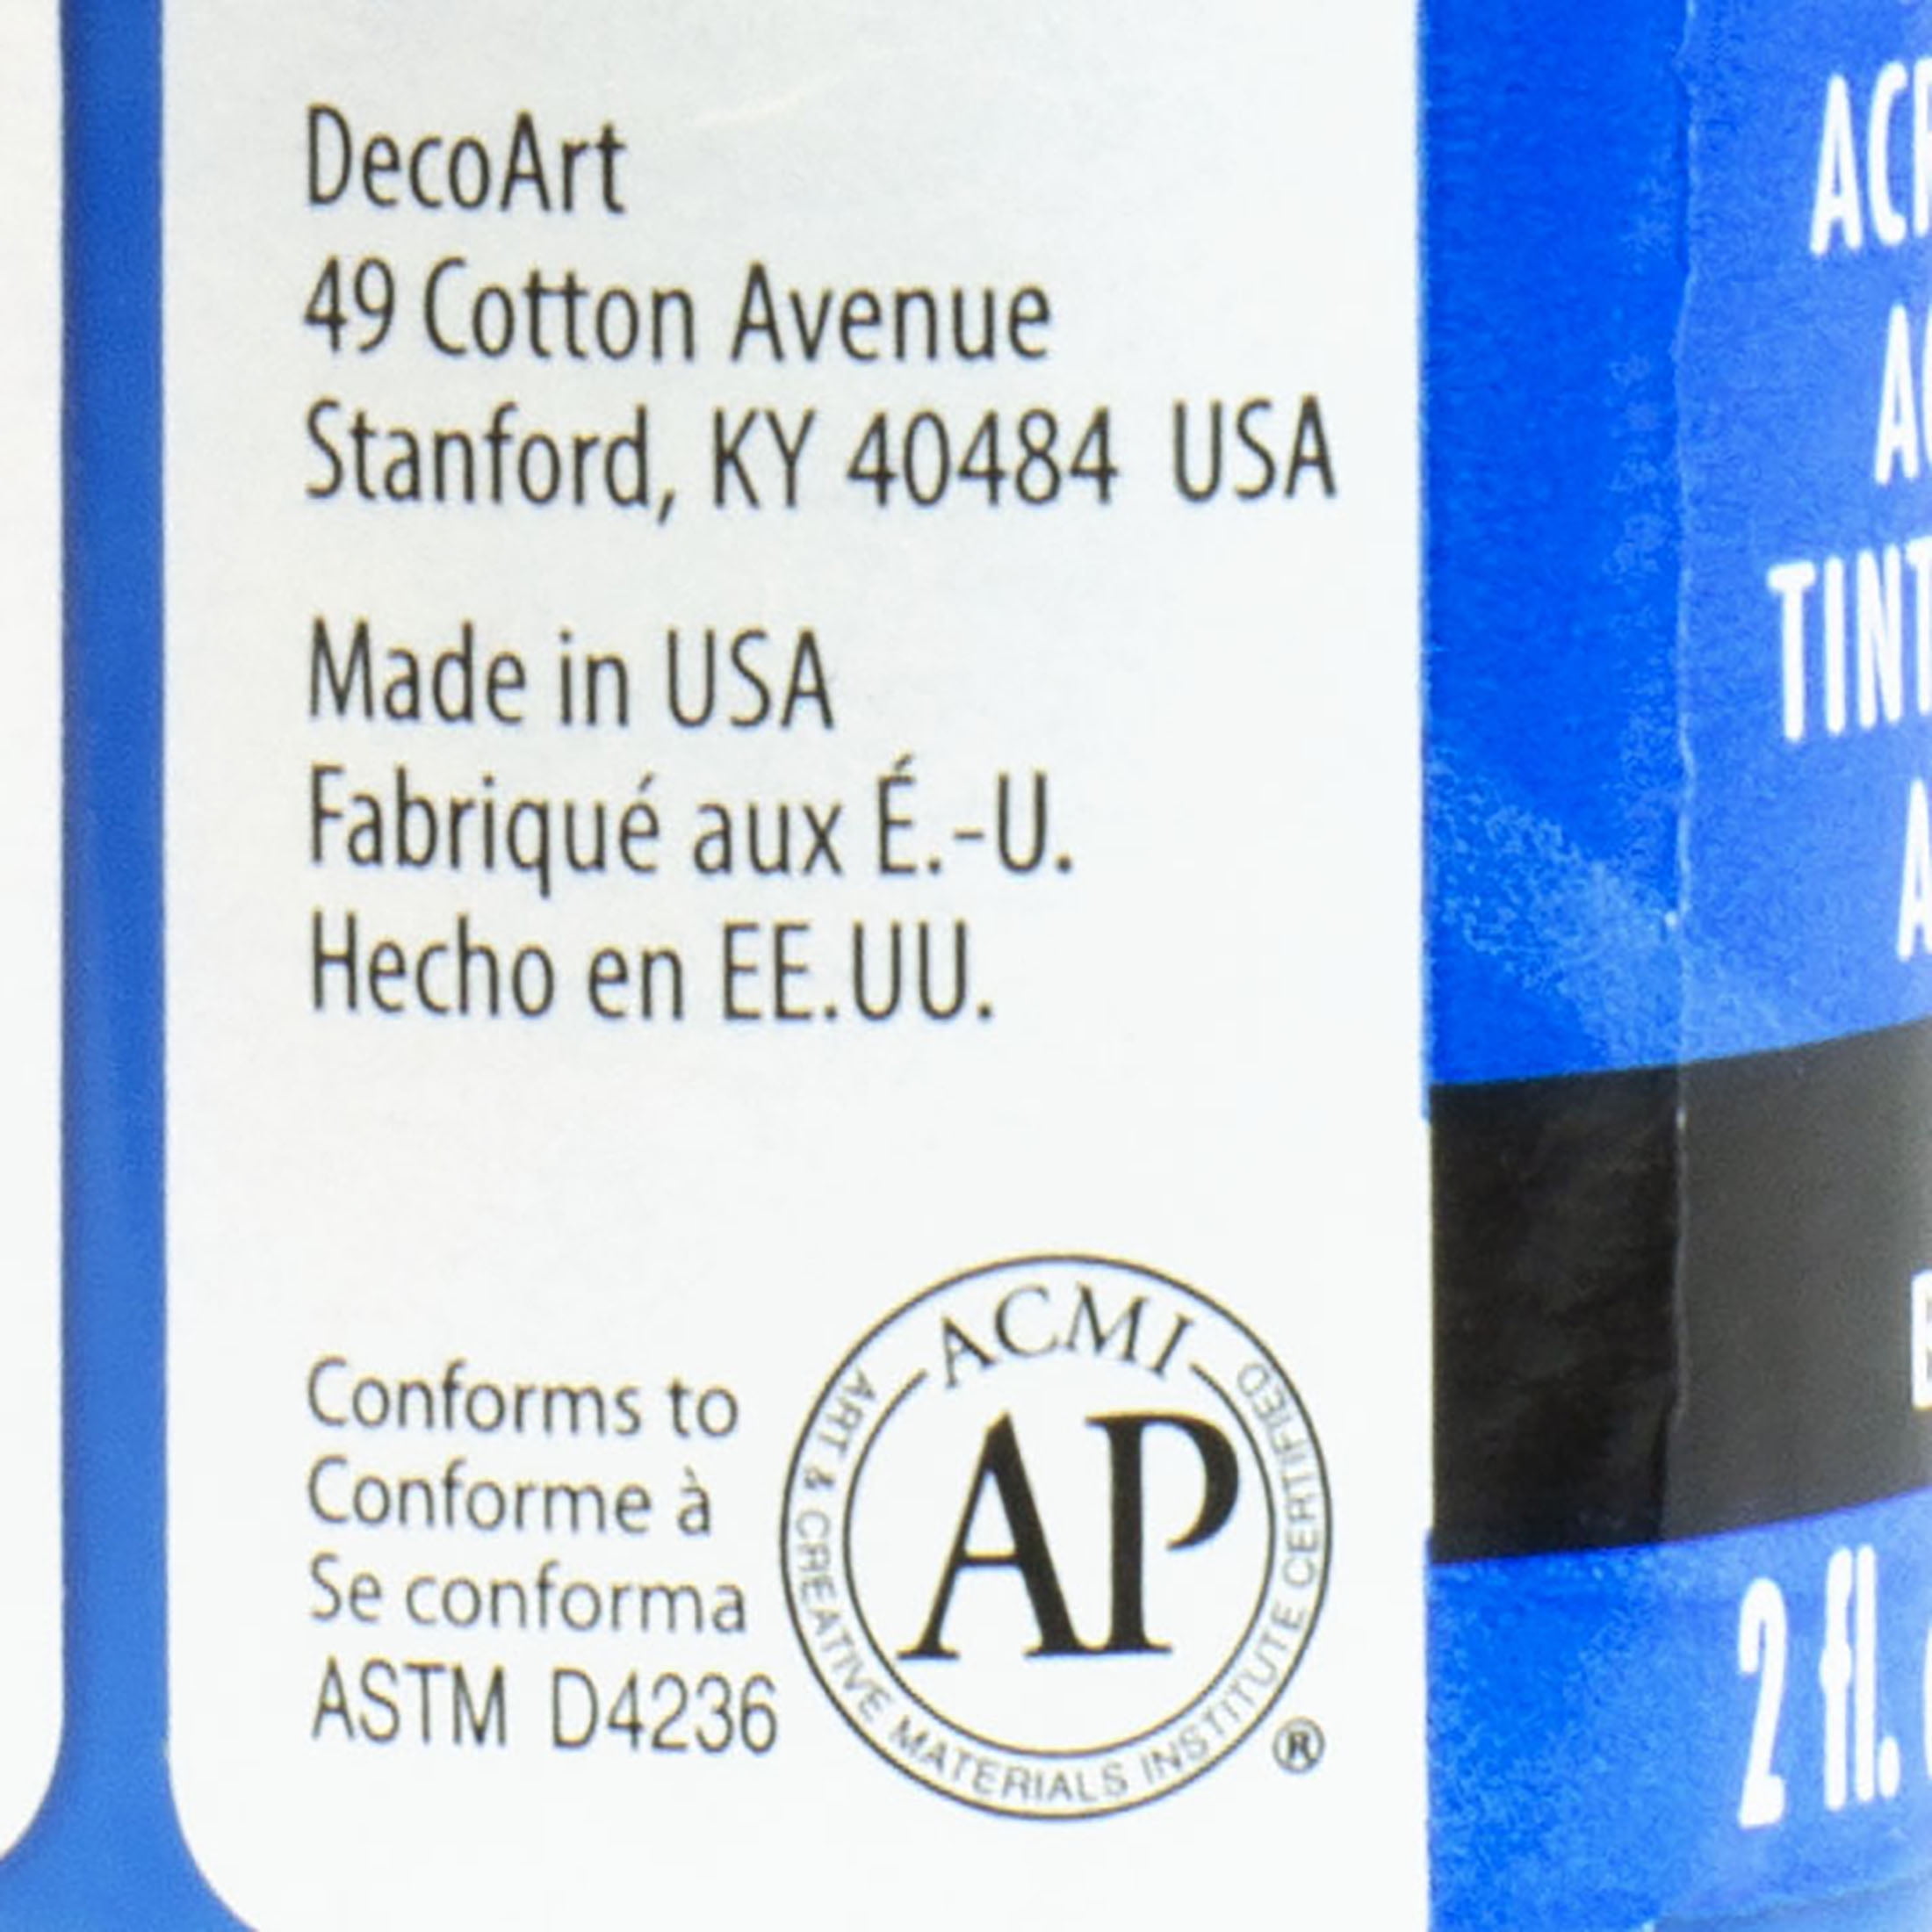 DecoArt
49 Cotton Avenue
Stanford, KY 40484 USA
Made in USA
Fabriqué aux É.-U.
Hecho en EE.UU.
Conforms to
Conforme à
Se conforma
ASTM D4236
ACMI
AP
ART & CREATIVE MATERIALS INSTITUTE CERTIFIED
®
2 fl.